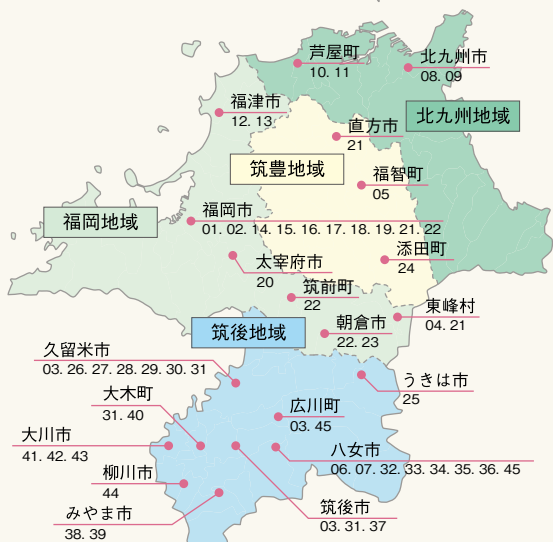 芦屋町
10. 11
北九州市
08. 09
福津市
12. 13
北九州地域
直方市
21
筑豊地域
福智町
05
福岡地域
福岡市
01. 02. 14. 15. 16. 17. 18. 19. 21. 22
添田町
24
太宰府市
20
筑前町
22
東峰村
04. 21
朝倉市
22. 23
筑後地域
久留米市
03. 26. 27. 28. 29. 30. 31
うきは市
25
大木町
31. 40
広川町
03. 45
大川市
41. 42. 43
八女市
06. 07. 32. 33. 34. 35. 36. 45
柳川市
44
筑後市
03. 31. 37
みやま市
38. 39